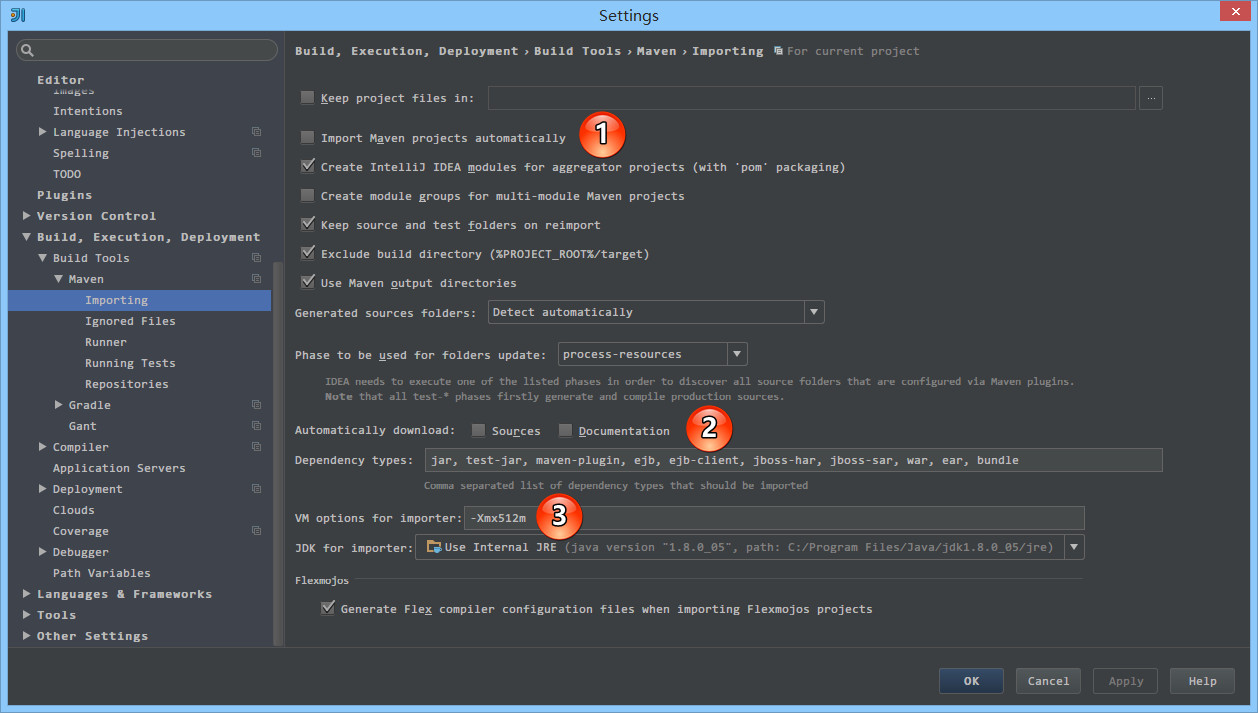 JI
Settings
Editor
Images
Intentions
Language Injections
Spelling
TODO
Plugins
Version Control
Build, Execution, Deployment
Build Tools
Maven
Importing
Ignored Files
Runner
Running Tests
Repositories
Gradle
Gant
Compiler
Application Servers
Deployment
Clouds
Coverage
Debugger
Path Variables
Languages & Frameworks
Tools
Other Settings
Build, Execution, Deployment › Build Tools › Maven › Importing For current project
Keep project files in: ...
Import Maven projects automatically 1
Create IntelliJ IDEA modules for aggregator projects (with 'pom' packaging)
Create module groups for multi-module Maven projects
Keep source and test folders on reimport
Exclude build directory (%PROJECT_ROOT%/target)
Use Maven output directories
Generated sources folders: Detect automatically
Phase to be used for folders update: process-resources
IDEA needs to execute one of the listed phases in order to discover all source folders that are configured via Maven plugins.
Note that all test-* phases firstly generate and compile production sources.
Automatically download: Sources Documentation 2
Dependency types: jar, test-jar, maven-plugin, ejb, ejb-client, jboss-har, jboss-sar, war, ear, bundle
Comma separated list of dependency types that should be imported
VM options for importer: -Xmx512m 3
JDK for importer: Use Internal JRE (java version "1.8.0_05", path: C:/Program Files/Java/jdk1.8.0_05/jre)
Flexmojos
Generate Flex compiler configuration files when importing Flexmojos projects
OK Cancel Apply Help